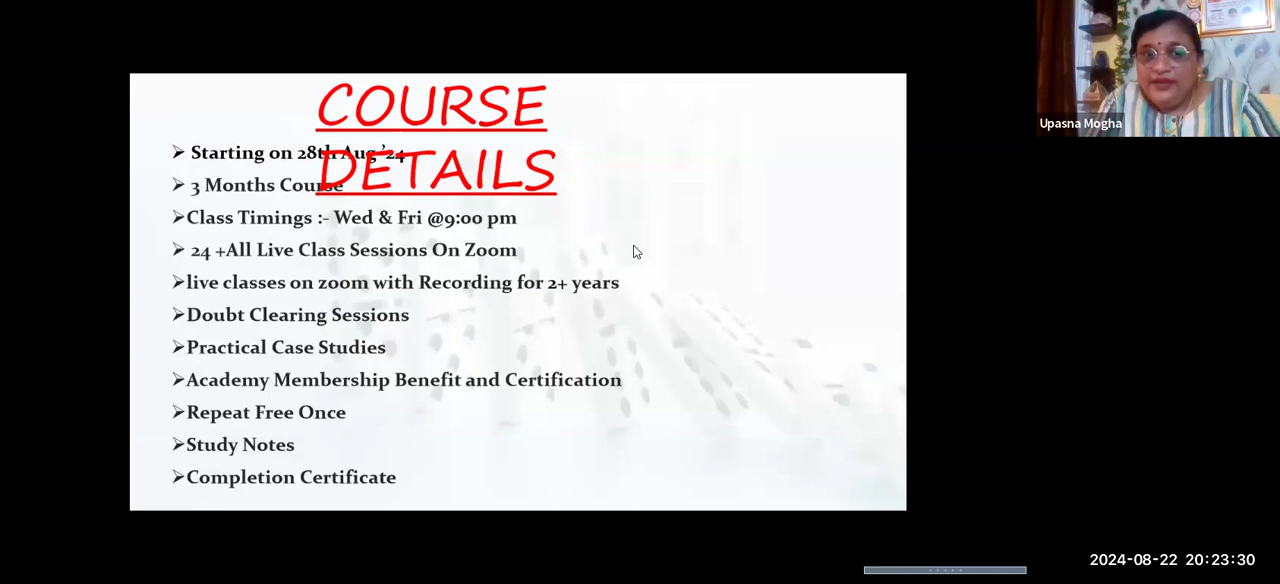 COURSE
DETAILS
➢ Starting on 28th Aug '24
➢ 3 Months Course
➢Class Timings :- Wed & Fri @9:00 pm
➢ 24 +All Live Class Sessions On Zoom
➢live classes on zoom with Recording for 2+ years
➢Doubt Clearing Sessions
➢Practical Case Studies
➢Academy Membership Benefit and Certification
➢Repeat Free Once
➢Study Notes
➢Completion Certificate
Upasna Mogha
2024-08-22 20:23:30